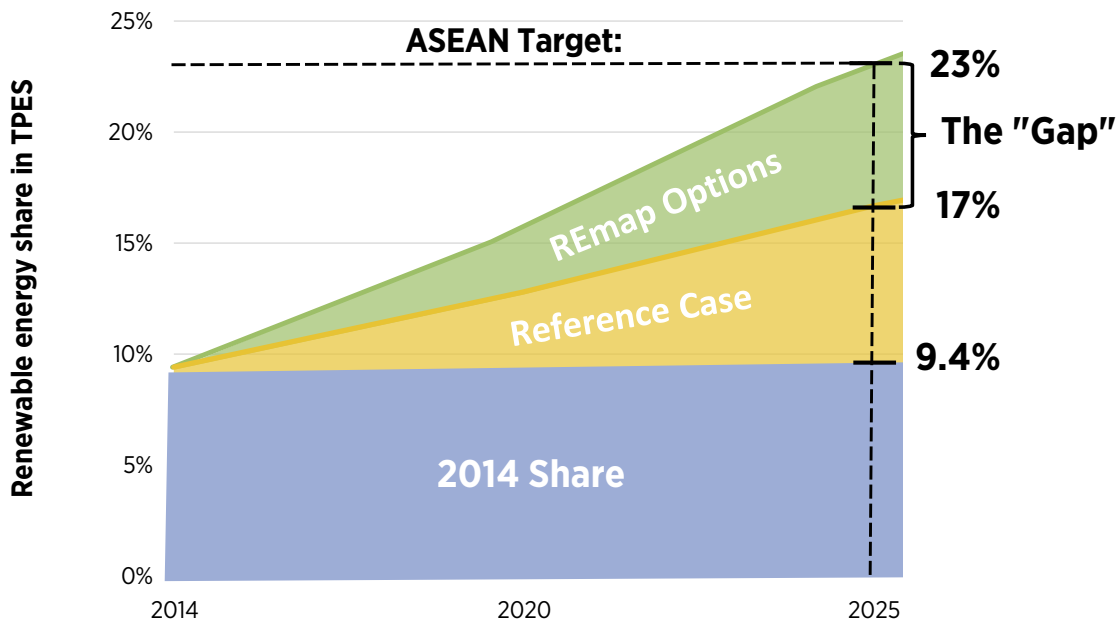 25%
ASEAN Target:
23%
The "Gap"
20%
REmap Options
17%
15%
Reference Case
10%
9.4%
2014 Share
5%
0%
2014
2020
2025
Renewable energy share in TPES